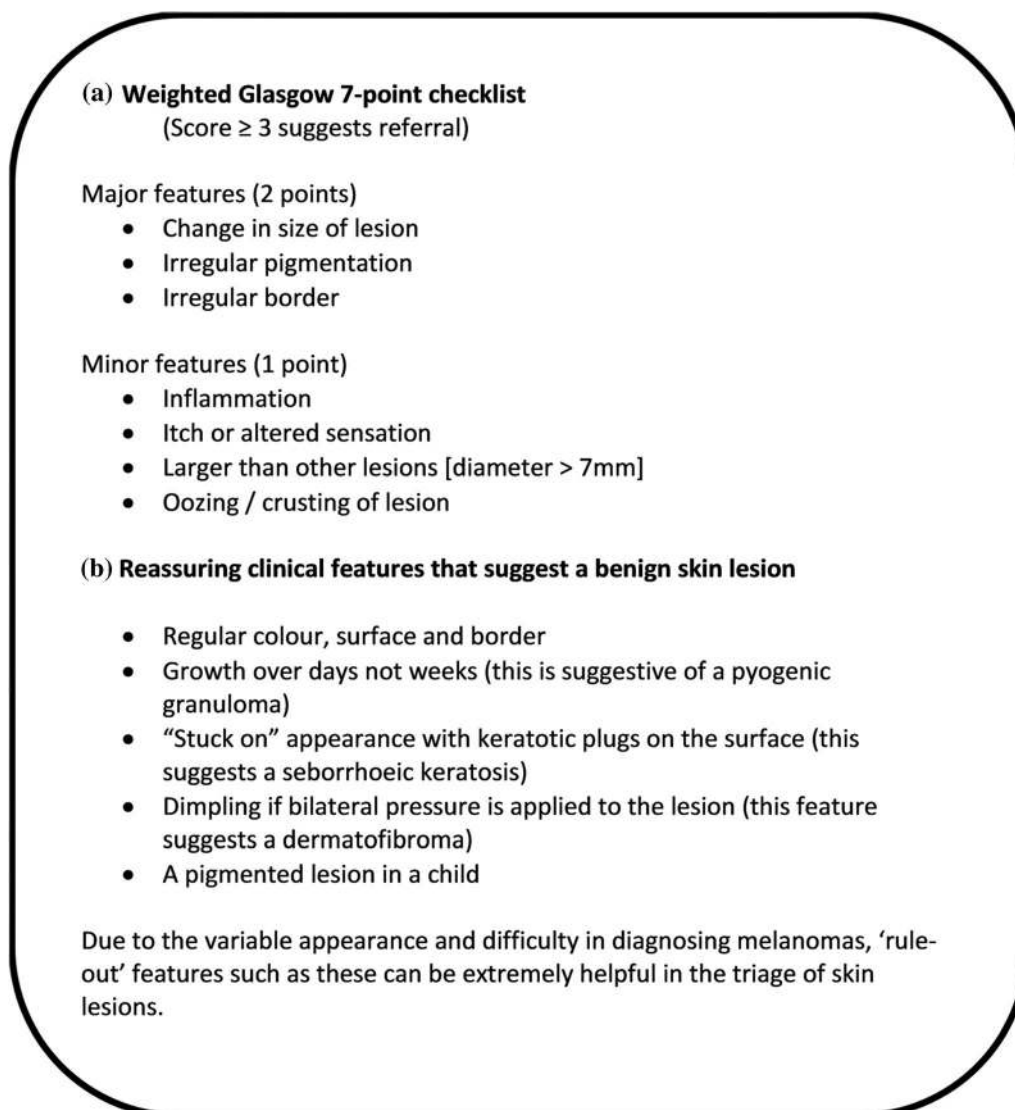 (a) Weighted Glasgow 7-point checklist
(Score ≥ 3 suggests referral)
Major features (2 points)
• Change in size of lesion
• Irregular pigmentation
• Irregular border
Minor features (1 point)
• Inflammation
• Itch or altered sensation
• Larger than other lesions [diameter > 7mm]
• Oozing / crusting of lesion
(b) Reassuring clinical features that suggest a benign skin lesion
• Regular colour, surface and border
• Growth over days not weeks (this is suggestive of a pyogenic
granuloma)
• “Stuck on” appearance with keratotic plugs on the surface (this
suggests a seborrhoeic keratosis)
• Dimpling if bilateral pressure is applied to the lesion (this feature
suggests a dermatofibroma)
• A pigmented lesion in a child
Due to the variable appearance and difficulty in diagnosing melanomas, ‘rule-
out’ features such as these can be extremely helpful in the triage of skin
lesions.